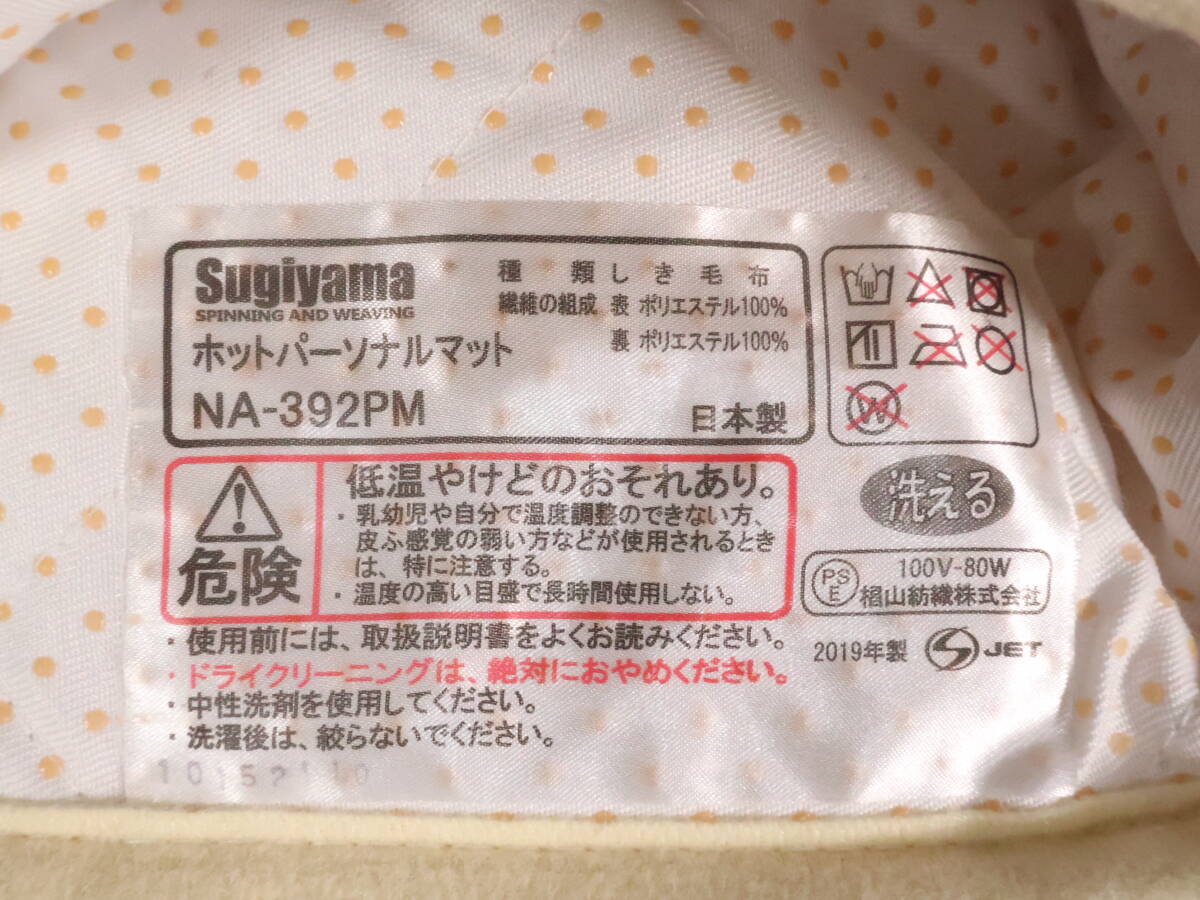 Sugiyama
SPINNING AND WEAVING
ホットパーソナルマット
NA-392PM
種類 しき毛布
繊維の組成 表 ポリエステル100%
裏 ポリエステル100%
日本製
W
危険
低温やけどのおそれあり。
・乳幼児や自分で温度調整のできない方、
皮ふ感覚の弱い方などが使用されるとき
は、特に注意する。
・温度の高い目盛で長時間使用しない。
洗える
PS
E
100V-80W
椙山紡織株式会社
2019年製
JET
・使用前には、取扱説明書をよくお読みください。
・ドライクリーニングは、絶対におやめください。
・中性洗剤を使用してください。
・洗濯後は、絞らないでください。